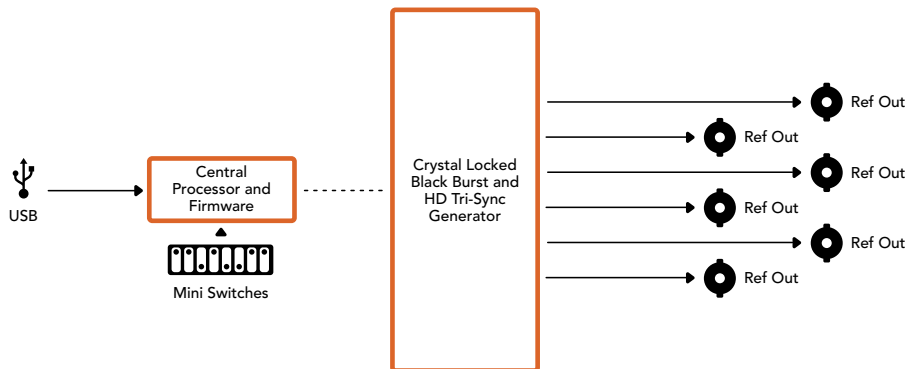 USB
Central
Processor and
Firmware
Mini Switches
Crystal Locked
Black Burst and
HD Tri-Sync
Generator
Ref Out
Ref Out
Ref Out
Ref Out
Ref Out
Ref Out